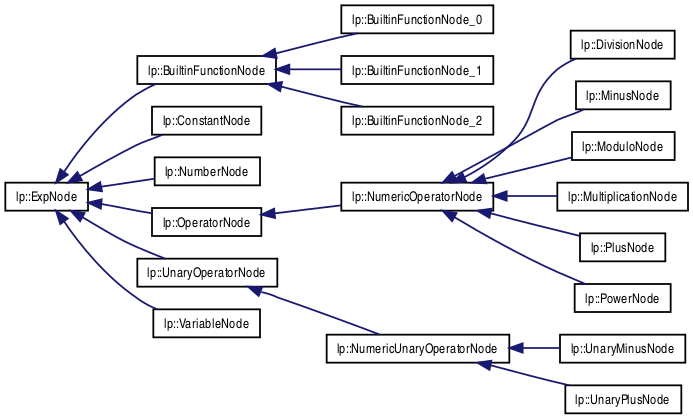 lp::BuiltinFunctionNode_0
lp::DivisionNode
lp::BuiltinFunctionNode
lp::BuiltinFunctionNode_1
lp::MinusNode
lp::ConstantNode
lp::BuiltinFunctionNode_2
lp::ModuloNode
lp::NumberNode
lp::ExpNode
lp::NumericOperatorNode
lp::MultiplicationNode
lp::OperatorNode
lp::PlusNode
lp::UnaryOperatorNode
lp::PowerNode
lp::VariableNode
lp::NumericUnaryOperatorNode
lp::UnaryMinusNode
lp::UnaryPlusNode